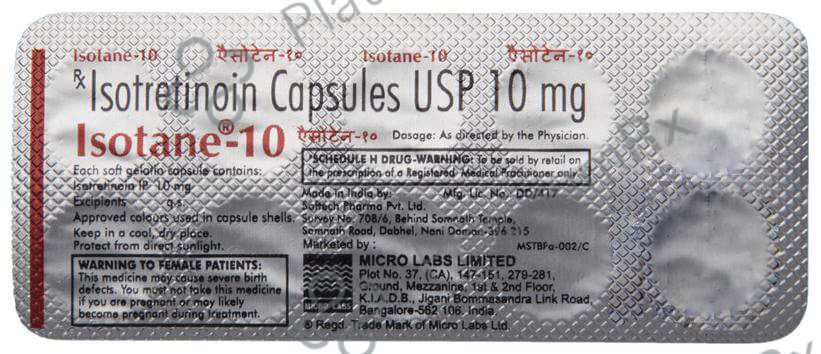 Isotane-10 ऐसोटेन-१० Isotane-10 ऐसोटेन-१०
Rx Isotretinoin Capsules USP 10 mg
Isotane®-10 ऐसोटेन-१० Dosage: As directed by the Physician.
"SCHEDULE H DRUG-WARNING: To be sold by retail on
the prescription of a Registered Medical Practitioner only"
Each soft gelatin capsule contains:
Isotretinoin IP 10 mg
Excipients q.s.
Approved colours used in capsule shells.
Keep in a cool, dry place.
Protect from direct sunlight.
WARNING TO FEMALE PATIENTS:
This medicine may cause severe birth
defects. You must not take this medicine
if you are pregnant or may likely
become pregnant during treatment.
Made in India by: Mfg. Lic. No.: DD/417
Softech Pharma Pvt. Ltd.
Survey No. 708/6, Behind Somnath Temple,
Somnath Road, Dabhel, Nani Daman-396 215
Marketed by : MSTBFa-002/C
MICRO LABS
MICRO LABS LIMITED
Plot No. 37, (CA), 147-151, 279-281,
Ground, Mezzanine, 1st & 2nd Floor,
K.I.A.D.B., Jigani Bommasandra Link Road,
Bangalore-562 106. India
® Regd. Trade Mark of Micro Labs Ltd.